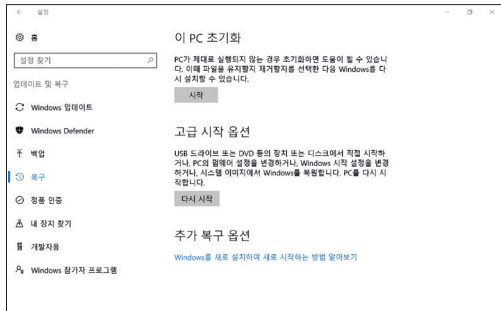 설정
홈
설정 찾기
업데이트 및 복구
Windows 업데이트
Windows Defender
백업
복구
정품 인증
내 장치 찾기
개발자용
Windows 참가자 프로그램
이 PC 초기화
PC가 제대로 실행되지 않는 경우 초기화하면 도움이 될 수 있습니
다. 이때 파일을 유지할지 제거할지를 선택한 다음 Windows를 다
시 설치할 수 있습니다.
시작
고급 시작 옵션
USB 드라이브 또는 DVD 등의 장치 또는 디스크에서 직접 시작하
거나, PC의 펌웨어 설정을 변경하거나, Windows 시작 설정을 변경
하거나, 시스템 이미지에서 Windows를 복원합니다. PC를 다시 시
작합니다.
다시 시작
추가 복구 옵션
Windows를 새로 설치하여 새로 시작하는 방법 알아보기